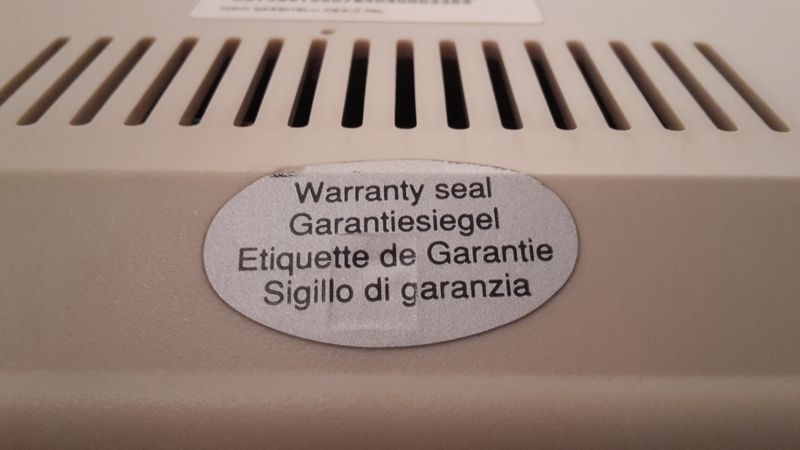 Warranty seal
Garantiesiegel
Etiquette de Garantie
Sigillo di garanzia